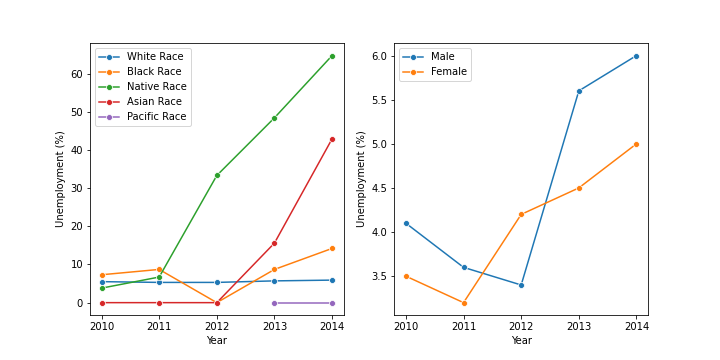 White Race
Black Race
Native Race
Asian Race
Pacific Race
Unemployment (%)
60
50
40
30
20
10
0
2010 2011 2012 2013 2014
Year
Male
Female
Unemployment (%)
6.0
5.5
5.0
4.5
4.0
3.5
2010 2011 2012 2013 2014
Year